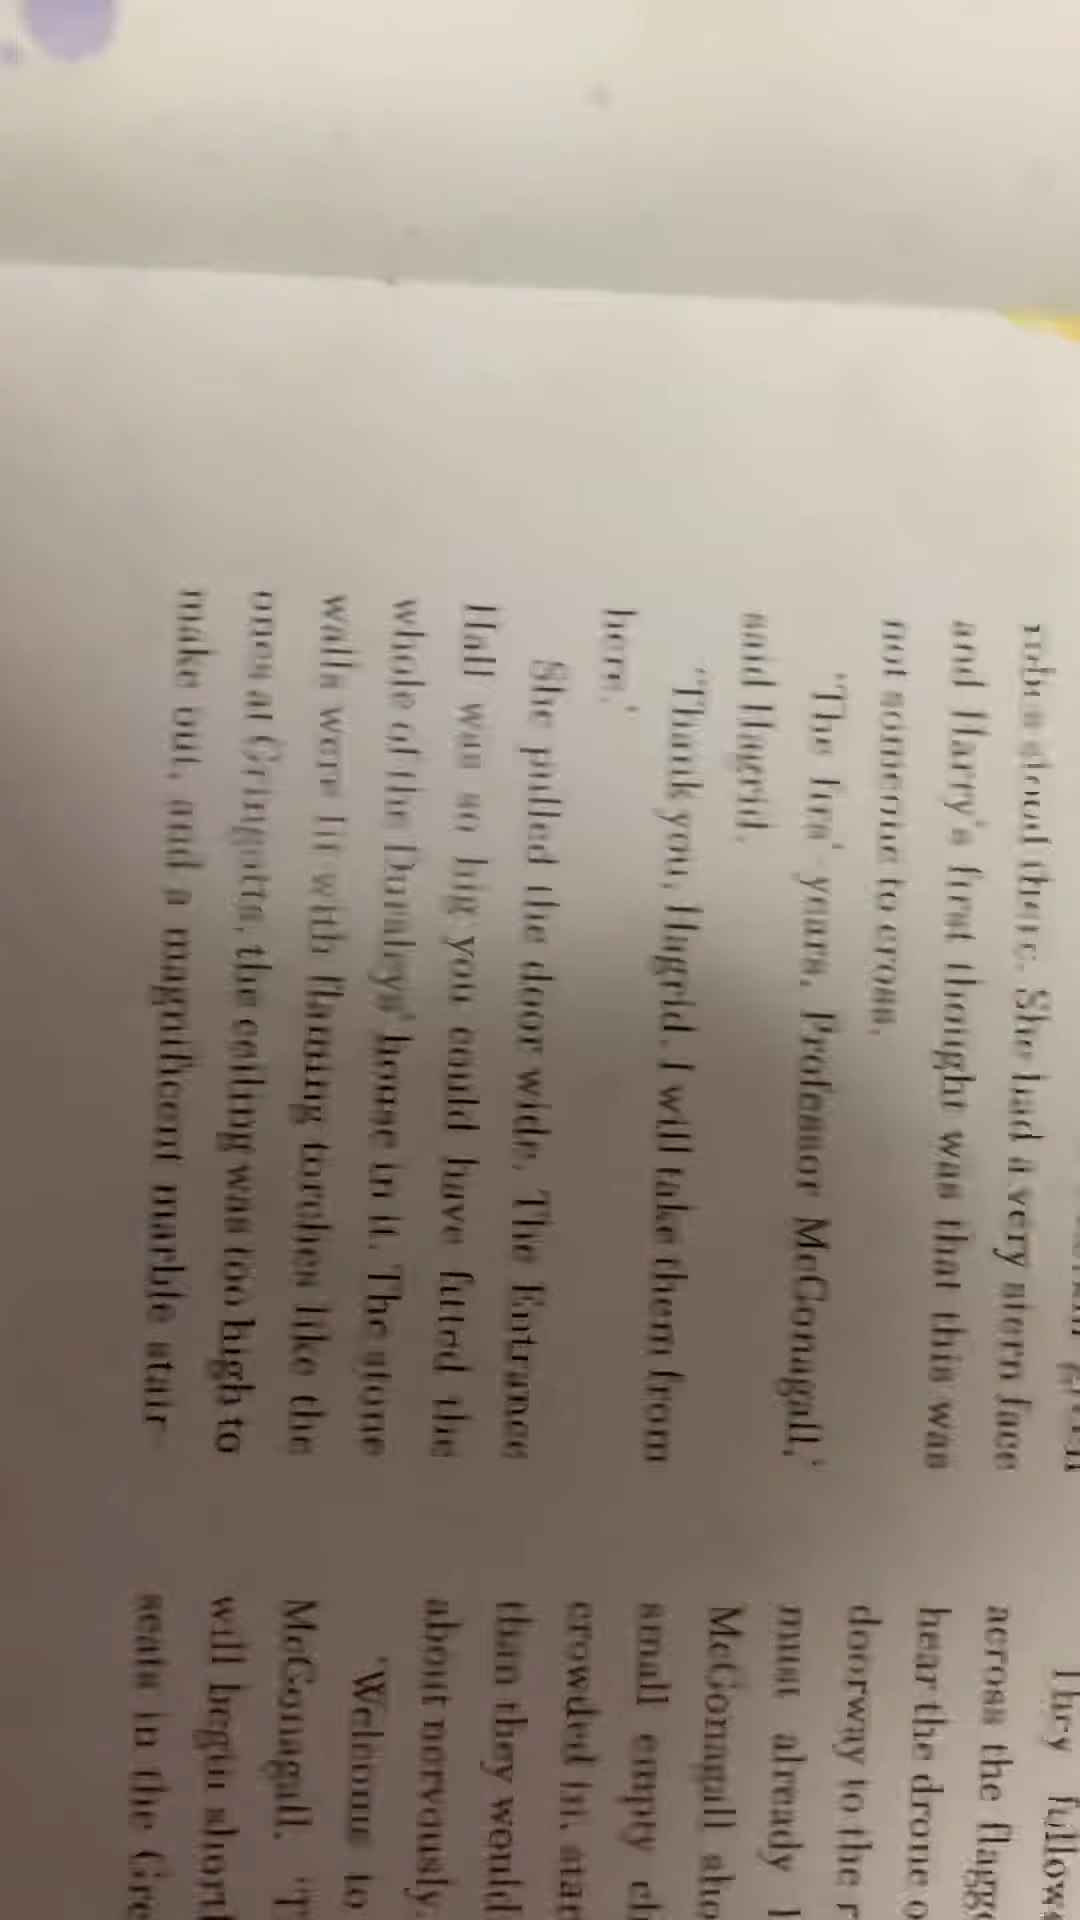 robes stood there. She had a very stern face
and Harry's first thought was that this was
not someone to cross.
'The firs'-years, Professor McGonagall,'
said Hagrid.
'Thank you, Hagrid. I will take them from
here.'
She pulled the door wide. The Entrance
Hall was so big you could have fitted the
whole of the Dursleys' house in it. The stone
walls were lit with flaming torches like the
ones at Gringotts, the ceiling was too high to
make out, and a magnificent marble stair-
They
across the
hear the drone
doorway to the
must already
McGonagall
small empty
crowded in,
than they would
about nervously.
'Welcome to
McGonagall.
will begin
seats in the